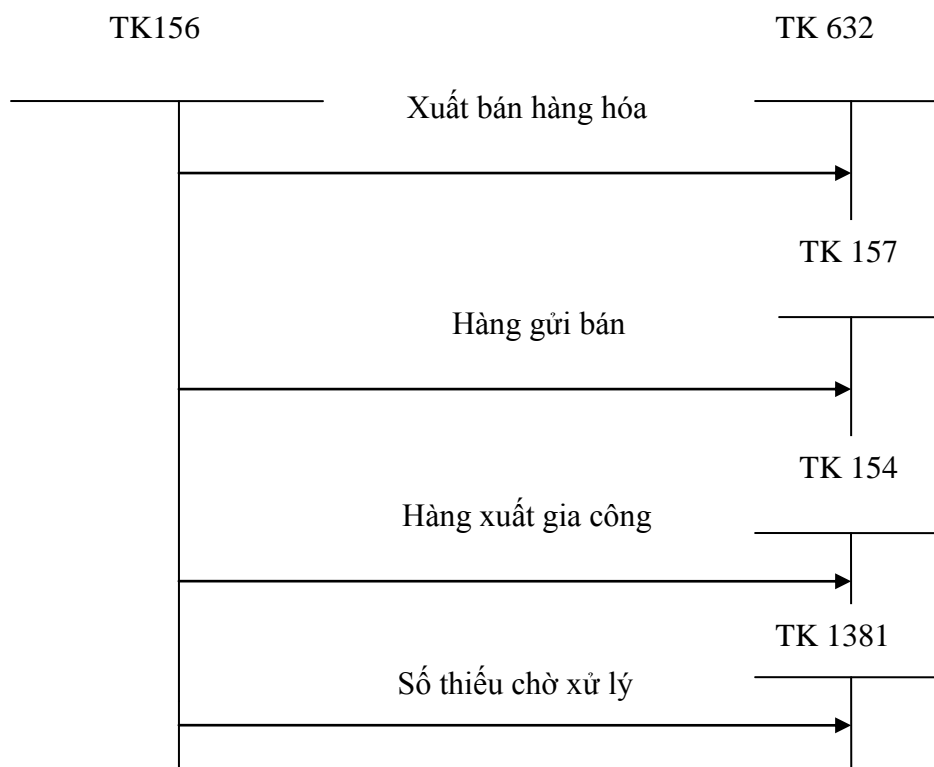 TK156
TK 632
Xuất bán hàng hóa
TK 157
Hàng gửi bán
TK 154
Hàng xuất gia công
TK 1381
Số thiếu chờ xử lý